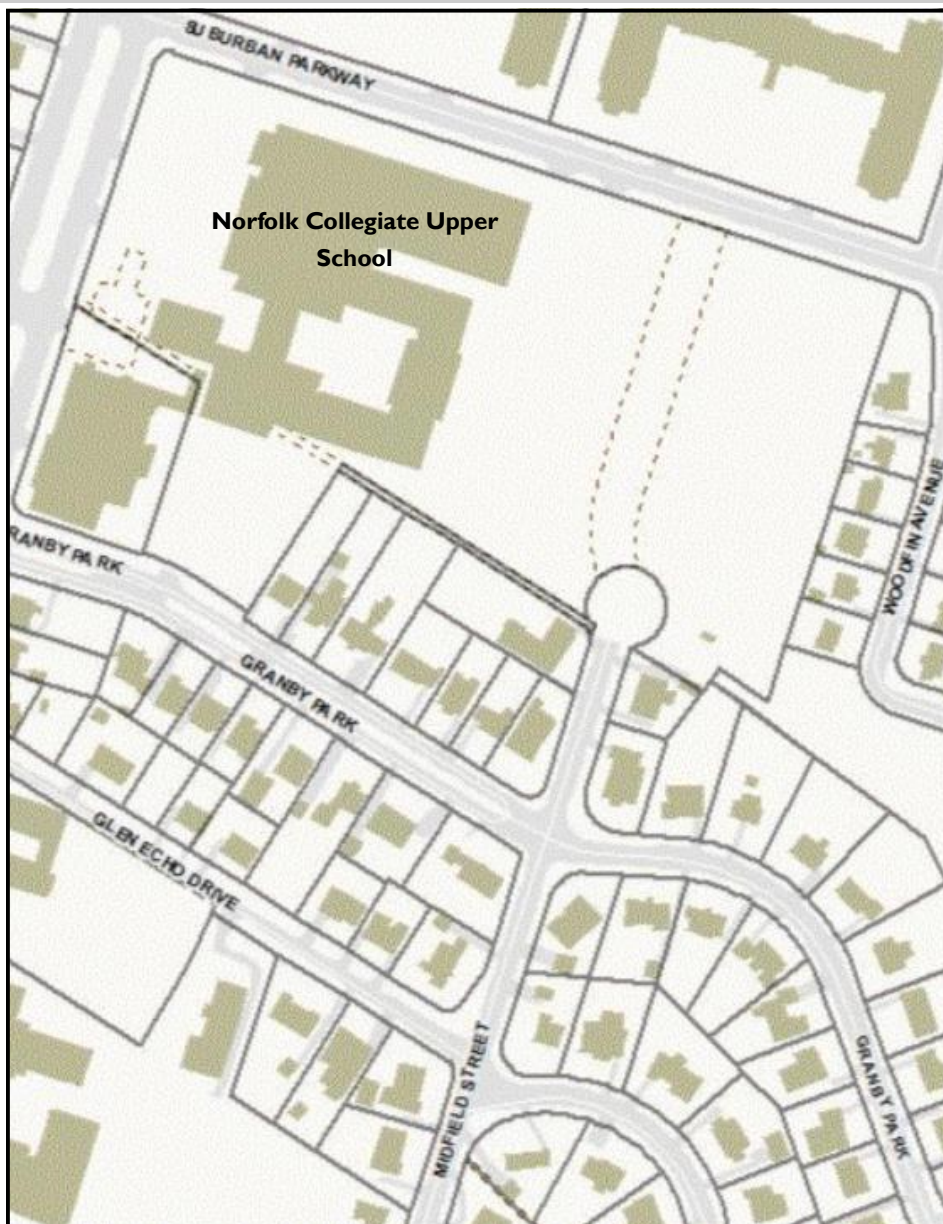 SUBURBAN PARKWAY
Norfolk Collegiate Upper
School
WOODFIN AVENUE
RANBY PARK
GRANBY PARK
GLEN ECHO DRIVE
MIDFIELD STREET
GRANBY PARK